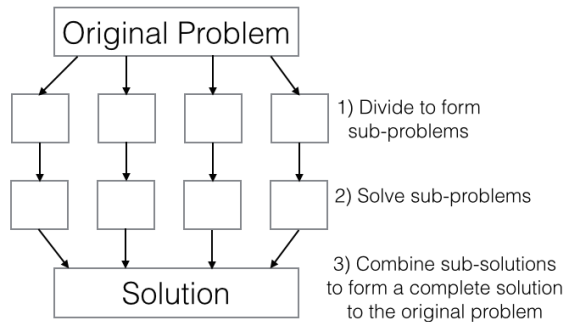 Original Problem
1) Divide to form
sub-problems
2) Solve sub-problems
3) Combine sub-solutions
to form a complete solution
to the original problem
Solution